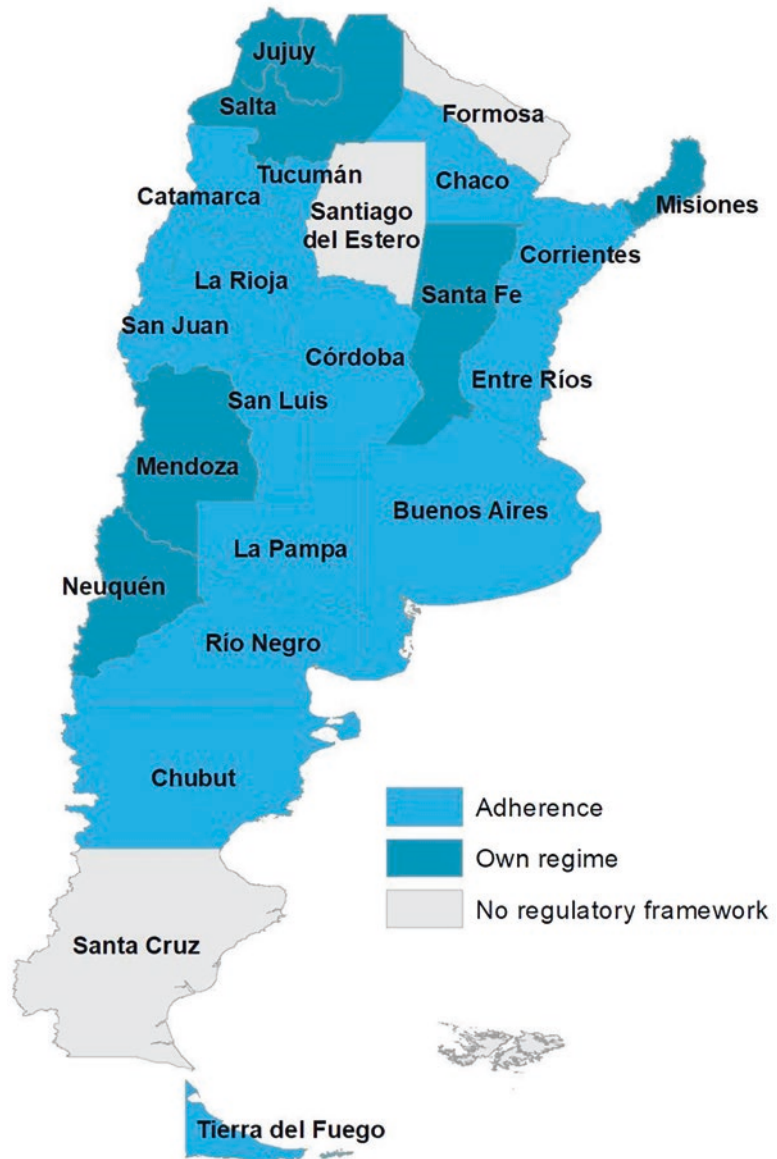 Jujuy
Salta
Formosa
Tucumán
Chaco
Catamarca
Misiones
Santiago
del Estero
Corrientes
La Rioja
Santa Fe
San Juan
Córdoba
Entre Ríos
San Luis
Mendoza
Buenos Aires
La Pampa
Neuquén
Río Negro
Chubut
Adherence
Own regime
No regulatory framework
Santa Cruz
Tierra del Fuego